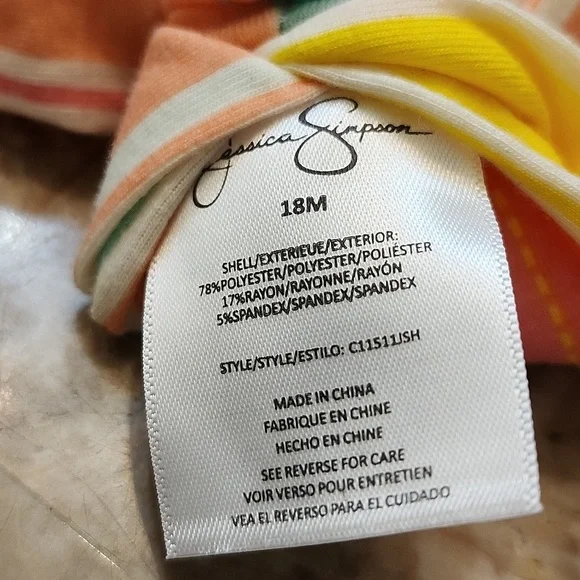 Jessica Simpson
18M
SHELL/EXTERIEUE/EXTERIOR:
78%POLYESTER/POLYESTER/POLIÉSTER
17%RAYON/RAYONNE/RAYÓN
5%SPANDEX/SPANDEX/SPANDEX
STYLE/STYLE/ESTILO: C11511JSH
MADE IN CHINA
FABRIQUE EN CHINE
HECHO EN CHINE
SEE REVERSE FOR CARE
VOIR VERSO POUR ENTRETIEN
VEA EL REVERSO PARA EL CUIDADO